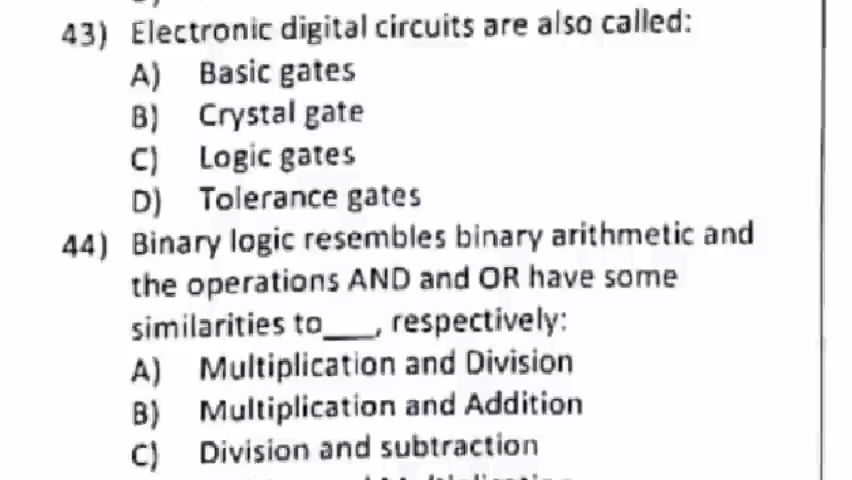 43) Electronic digital circuits are also called:
A) Basic gates
B) Crystal gate
C) Logic gates
D) Tolerance gates
44) Binary logic resembles binary arithmetic and
the operations AND and OR have some
similarities to___, respectively:
A) Multiplication and Division
B) Multiplication and Addition
C) Division and subtraction